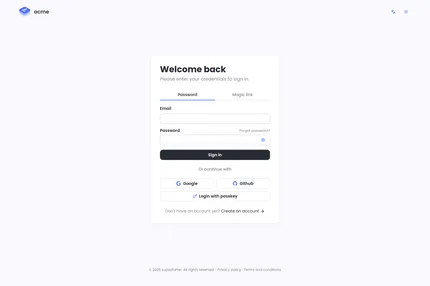 acme
Welcome back
Please enter your credentials to sign in.
Password Magic link
Email
Password Forgot password?
Sign in
Or continue with
Google Github
Login with passkey
Don't have an account yet? Create an account →
© 2025 supastarter. All rights reserved. | Privacy policy | Terms and conditions